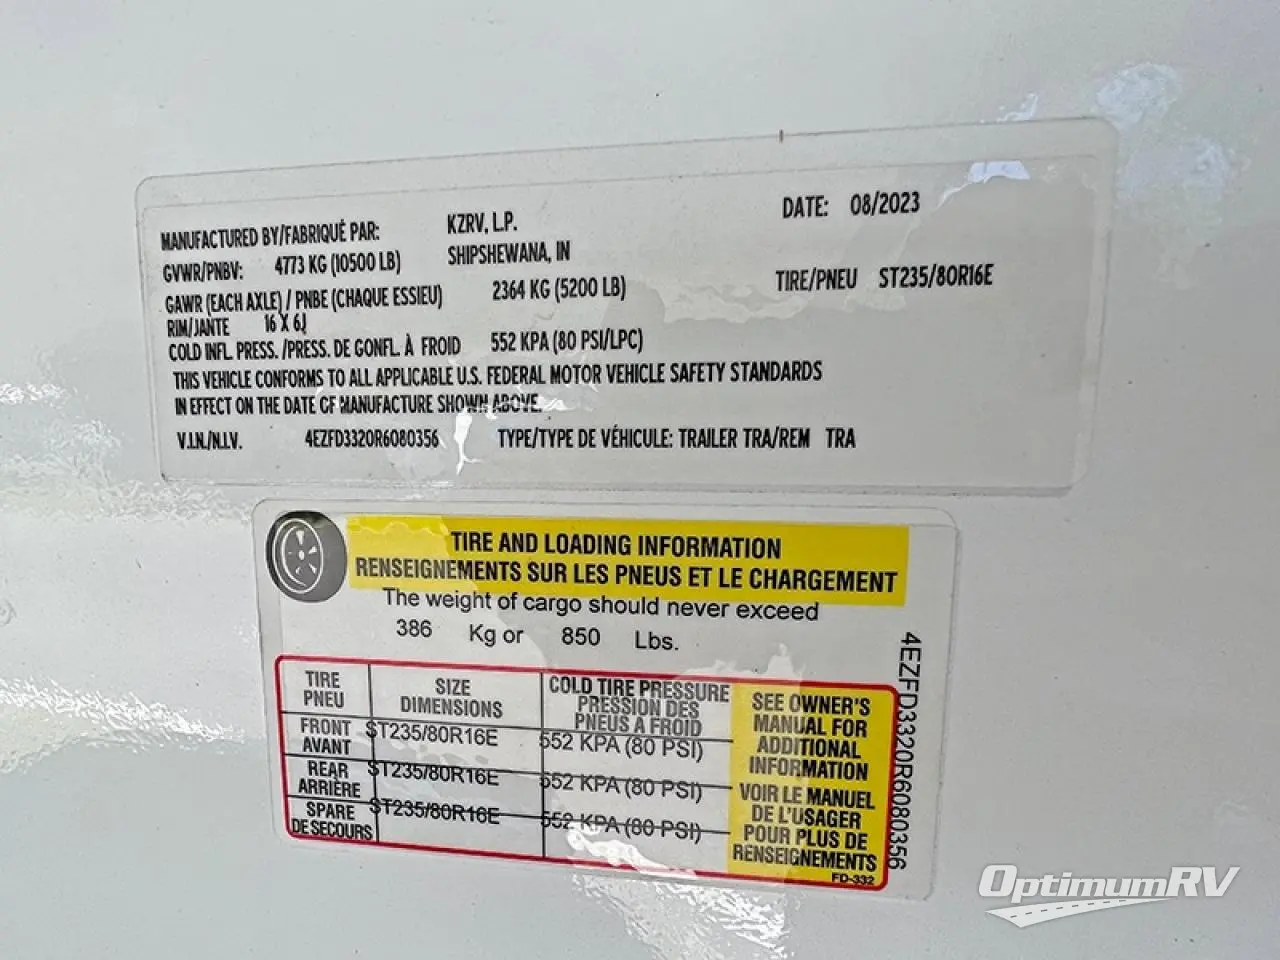 MANUFACTURED BY/FABRIQUÉ PAR: KZRV, L.P. DATE: 08/2023
SHIPSHEWANA, IN
GVWR/PNBV: 4773 KG (10500 LB)
GAWR (EACH AXLE) / PNBE (CHAQUE ESSIEU) 2364 KG (5200 LB) TIRE/PNEU ST235/80R16E
RIM/JANTE 16 X 6J
COLD INFL. PRESS. /PRESS. DE GONFL. À FROID 552 KPA (80 PSI/LPC)
THIS VEHICLE CONFORMS TO ALL APPLICABLE U.S. FEDERAL MOTOR VEHICLE SAFETY STANDARDS
IN EFFECT ON THE DATE OF MANUFACTURE SHOWN ABOVE.
V.I.N./N.I.V. 4EZFD3320R6080356 TYPE/TYPE DE VÉHICULE: TRAILER TRA/REM TRA
TIRE AND LOADING INFORMATION
RENSEIGNEMENTS SUR LES PNEUS ET LE CHARGEMENT
The weight of cargo should never exceed
386 Kg or 850 Lbs.
TIRE
PNEU
SIZE
DIMENSIONS
COLD TIRE PRESSURE
PRESSION DES
PNEUS A FROID
FRONT
AVANT
ST235/80R16E
552 KPA (80 PSI)
REAR
ARRIÈRE
ST235/80R16E
552 KPA (80 PSI)
SPARE
DE SECOURS
ST235/80R16E
552 KPA (80 PSI)
SEE OWNER'S
MANUAL FOR
ADDITIONAL
INFORMATION
VOIR LE MANUEL
DE L'USAGER
POUR PLUS DE
RENSEIGNEMENTS
FD-332
4EZFD3320R6080356
OptimumRV